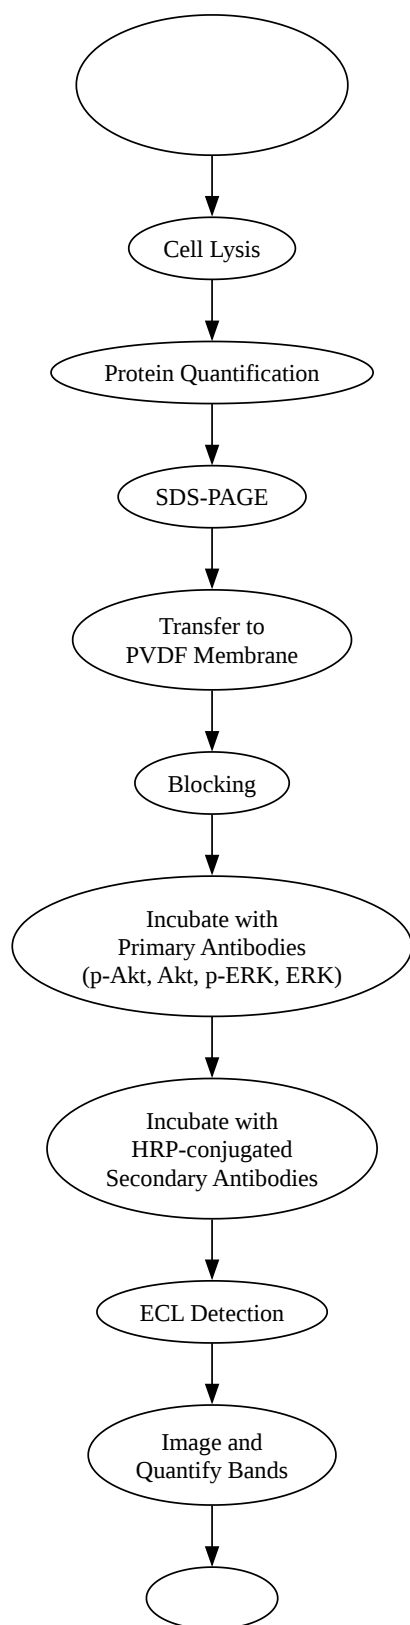 Cell Lysis
Protein Quantification
SDS-PAGE
Transfer to
PVDF Membrane
Blocking
Incubate with
Primary Antibodies
(p-Akt, Akt, p-ERK, ERK)
Incubate with
HRP-conjugated
Secondary Antibodies
ECL Detection
Image and
Quantify Bands